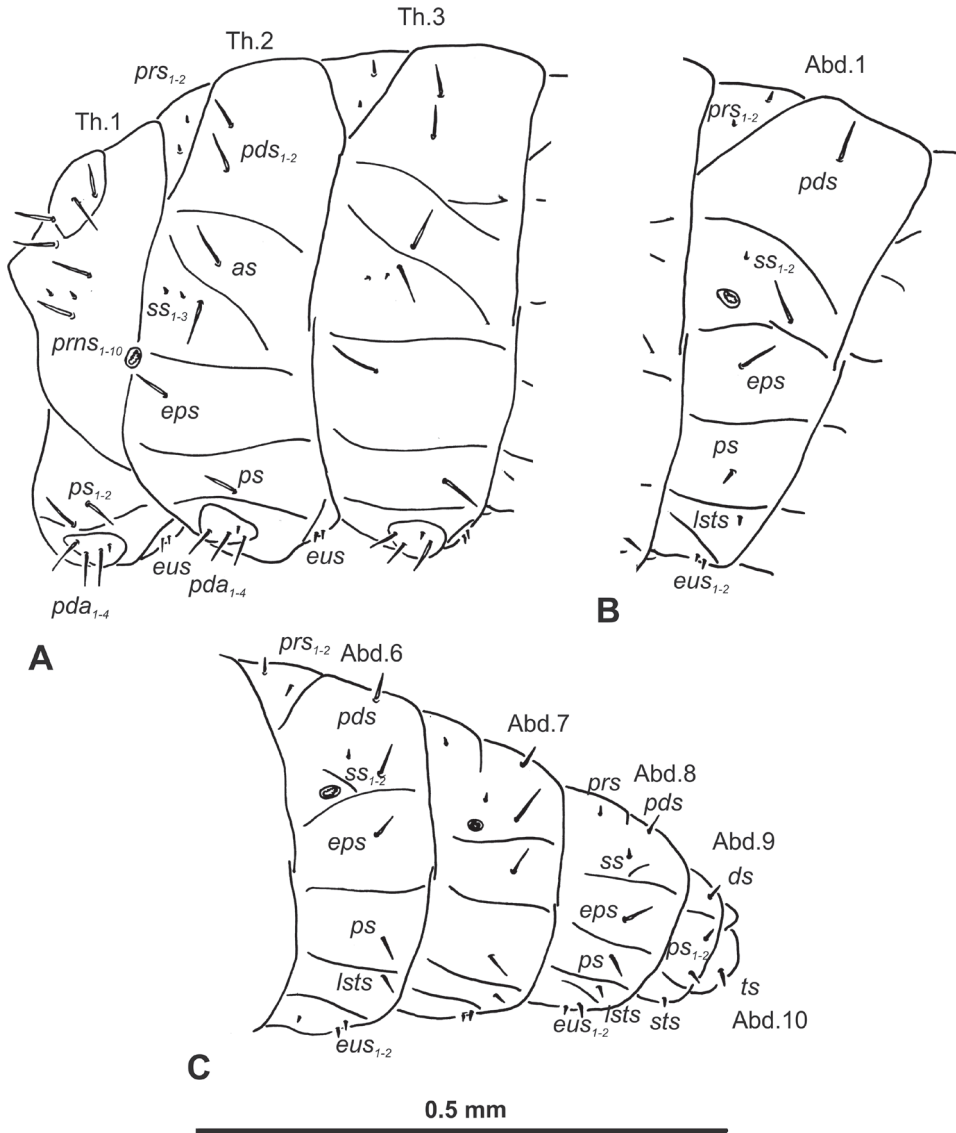 Th.3
Th.2
prs1-2
Th.1
pds1-2
as
ss1-3
prns1-10
eps
ps
ps1-2
eus
eus
pda1-4
pda1-4
A
Abd.1
prs1-2
pds
ss1-2
eps
ps
lsts
eus1-2
B
prs1-2
Abd.6
pds
Abd.7
ss1-2
prs
Abd.8
pds
eps
ss
Abd.9
ds
eps
ps
ps
ps1-2
lsts
ts
eus1-2
lsts
sts
Abd.10
eus1-2
C
0.5 mm